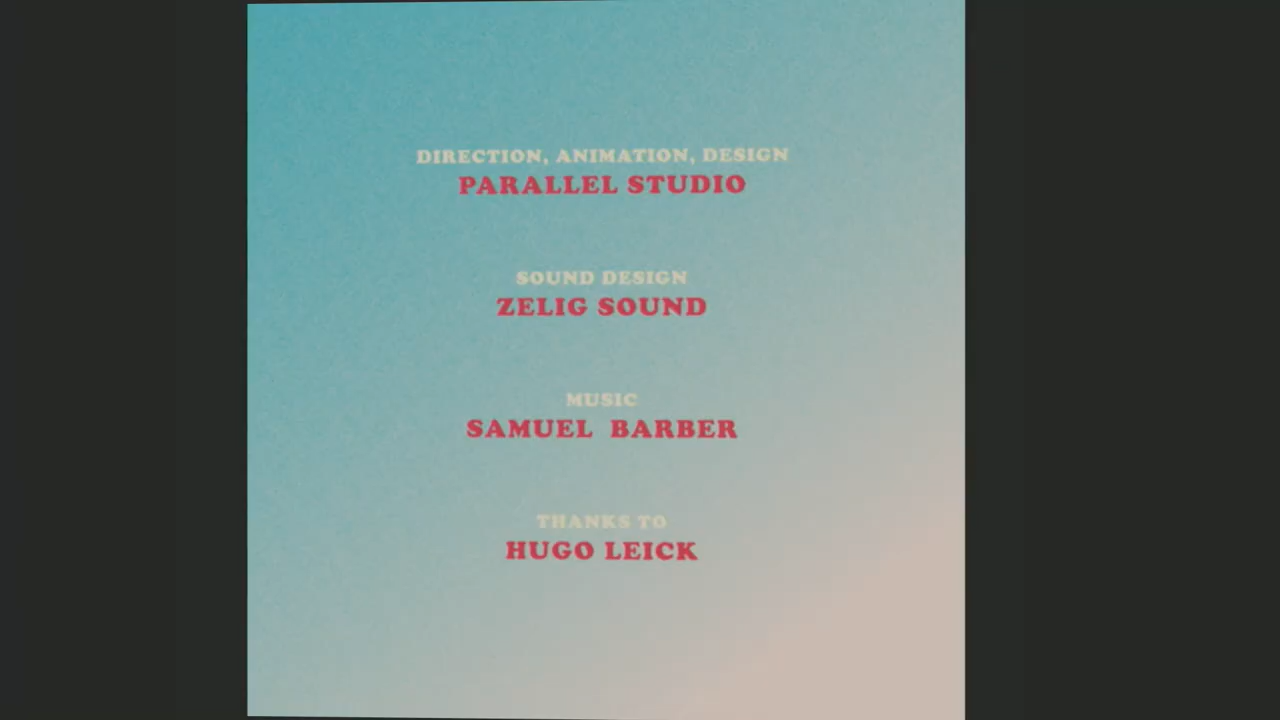 DIRECTION, ANIMATION, DESIGN
PARALLEL STUDIO
SOUND DESIGN
ZELIG SOUND
MUSIC
SAMUEL BARBER
THANKS TO
HUGO LEICK